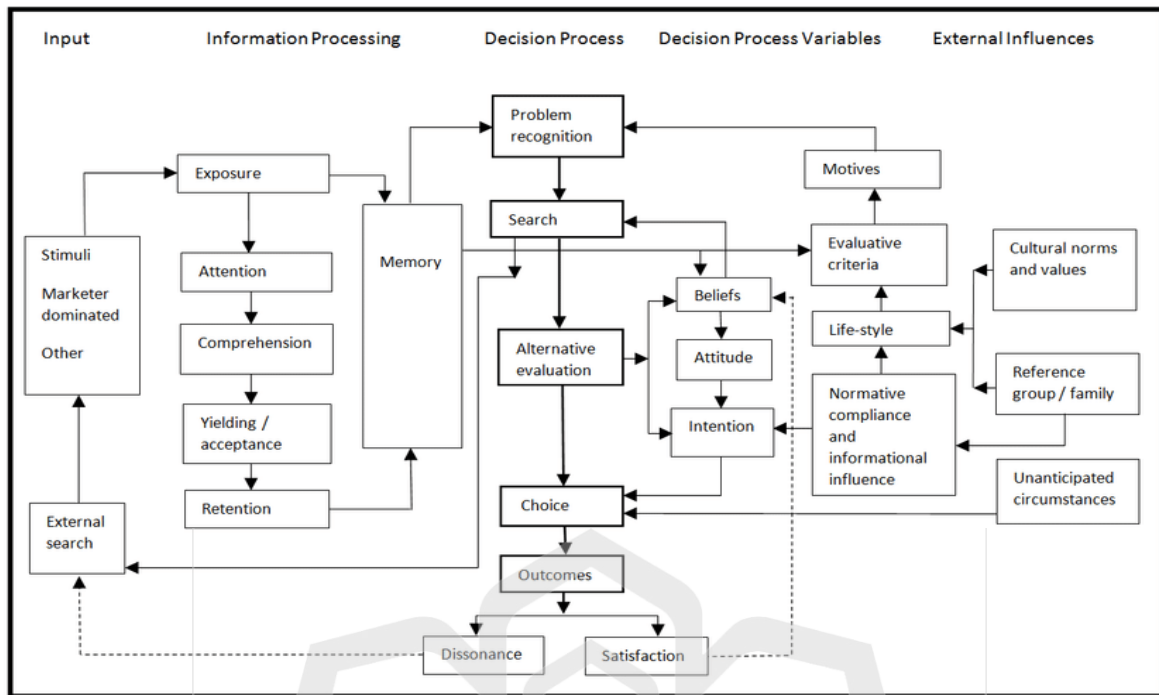 Input
Information Processing
Decision Process
Decision Process Variables
External Influences
Problem
recognition
Exposure
Motives
Search
Stimuli
Marketer
dominated
Other
Memory
Evaluative
criteria
Cultural norms
and values
Attention
Beliefs
Comprehension
Life-style
Alternative
evaluation
Attitude
Reference
group / family
Yielding /
acceptance
Intention
Normative
compliance
and
informational
influence
Unanticipated
circumstances
Retention
Choice
External
search
Outcomes
Dissonance
Satisfaction